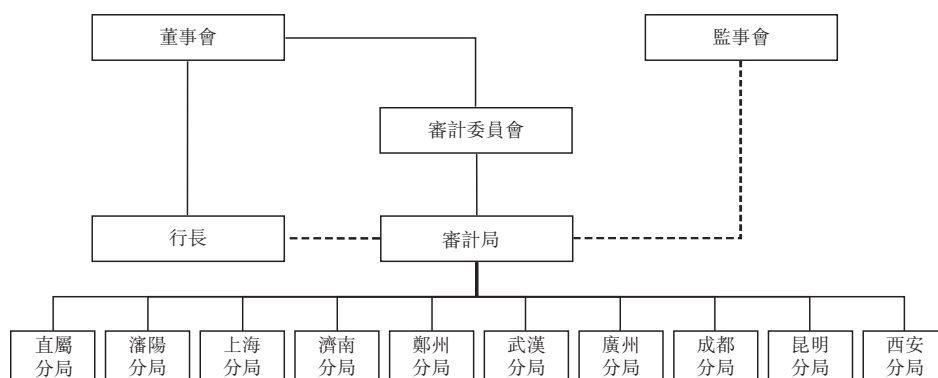 董事會
監事會
審計委員會
行長
審計局
直屬
分局
瀋陽
分局
上海
分局
濟南
分局
鄭州
分局
武漢
分局
廣州
分局
成都
分局
昆明
分局
西安
分局